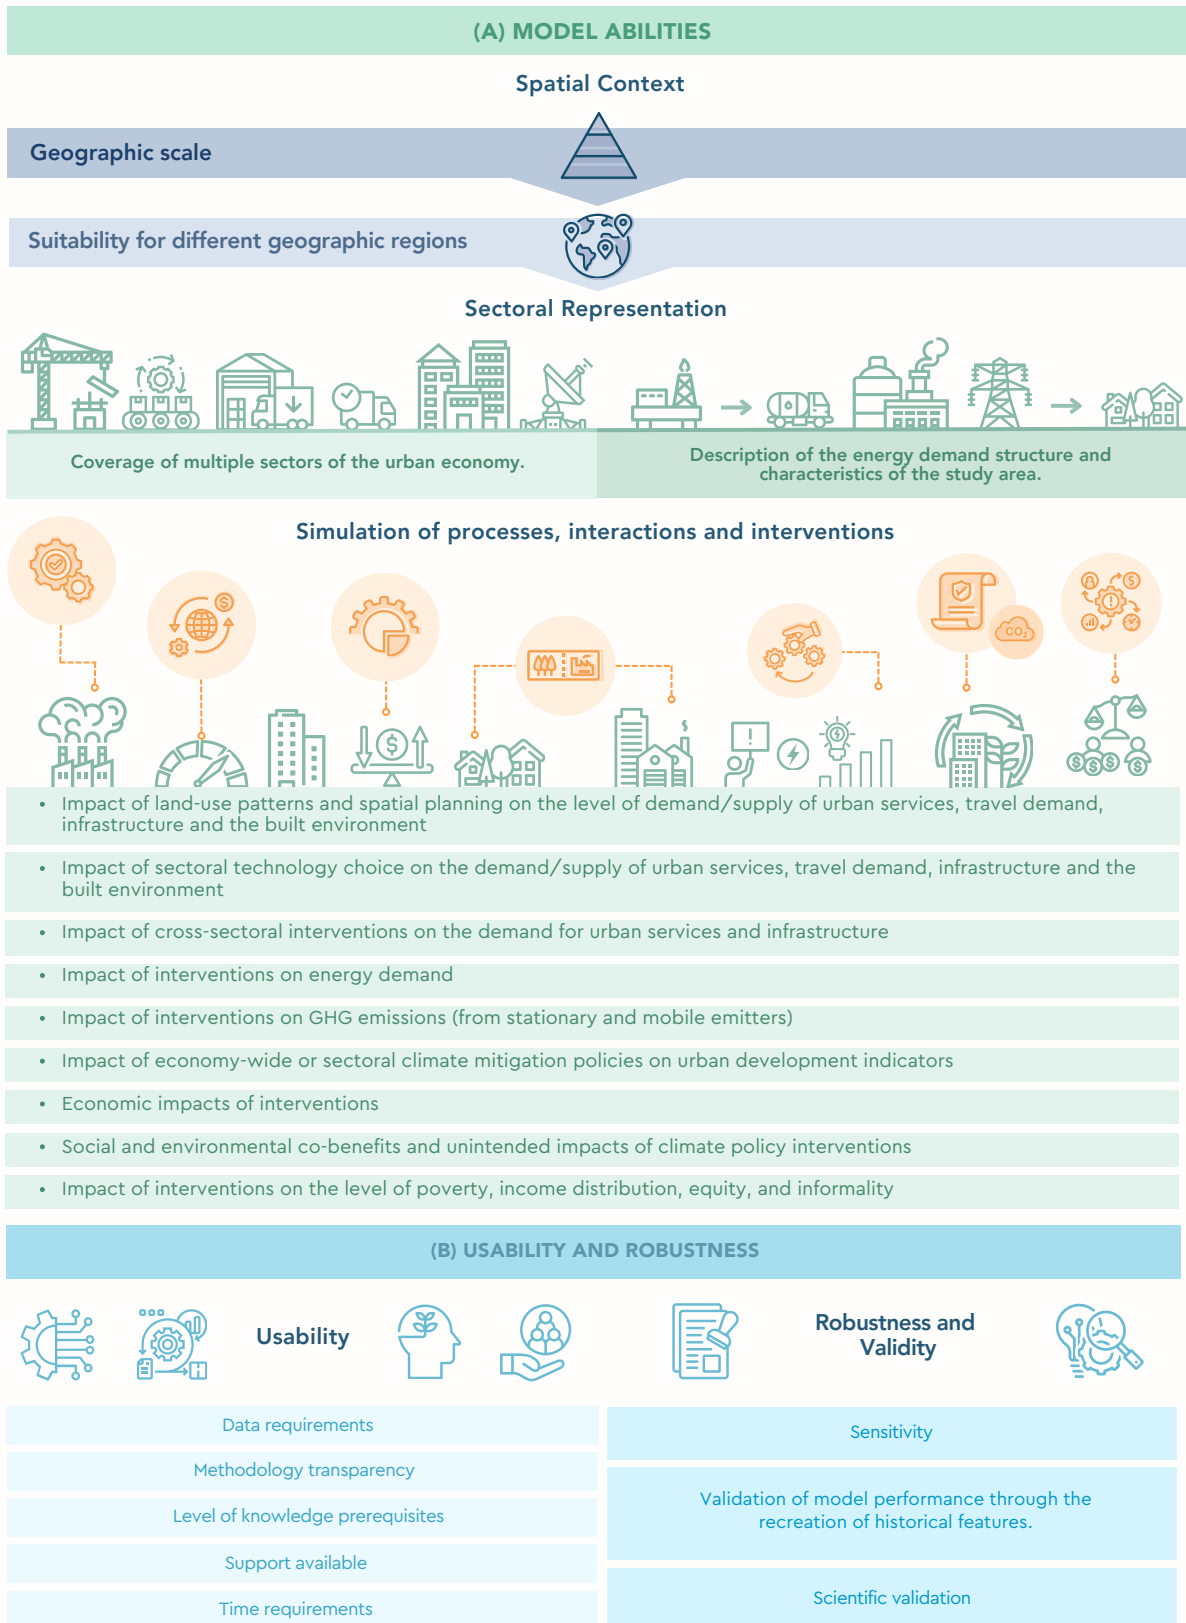 (A) MODEL ABILITIES
Spatial Context
Geographic scale
Suitability for different geographic regions
Sectoral Representation
Coverage of multiple sectors of the urban economy.
Description of the energy demand structure and
characteristics of the study area.
Simulation of processes, interactions and interventions
CO₂
• Impact of land-use patterns and spatial planning on the level of demand/supply of urban services, travel demand,
infrastructure and the built environment
• Impact of sectoral technology choice on the demand/supply of urban services, travel demand, infrastructure and the
built environment
• Impact of cross-sectoral interventions on the demand for urban services and infrastructure
• Impact of interventions on energy demand
• Impact of interventions on GHG emissions (from stationary and mobile emitters)
• Impact of economy-wide or sectoral climate mitigation policies on urban development indicators
• Economic impacts of interventions
• Social and environmental co-benefits and unintended impacts of climate policy interventions
• Impact of interventions on the level of poverty, income distribution, equity, and informality
(B) USABILITY AND ROBUSTNESS
Usability
Data requirements
Methodology transparency
Level of knowledge prerequisites
Support available
Time requirements
Robustness and
Validity
Sensitivity
Validation of model performance through the
recreation of historical features.
Scientific validation